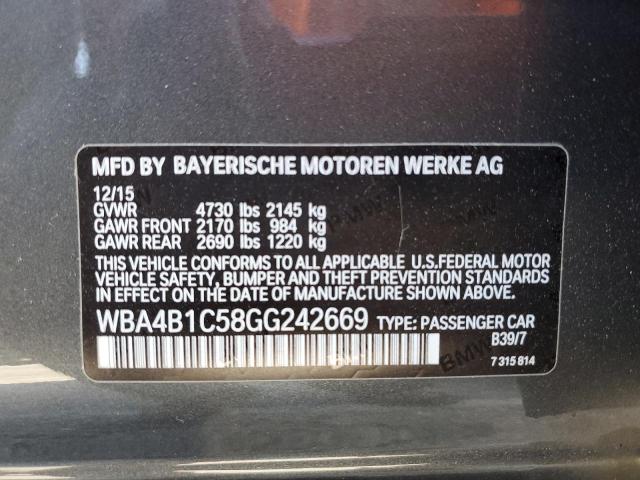 MFD BY BAYERISCHE MOTOREN WERKE AG
12/15
GVWR 4730 lbs 2145 kg
GAWR FRONT 2170 lbs 984 kg
GAWR REAR 2690 lbs 1220 kg
THIS VEHICLE CONFORMS TO ALL APPLICABLE U.S.FEDERAL MOTOR
VEHICLE SAFETY, BUMPER AND THEFT PREVENTION STANDARDS
IN EFFECT ON THE DATE OF MANUFACTURE SHOWN ABOVE.
WBA4B1C58GG242669 TYPE: PASSENGER CAR
B39/7
7 315 814
BMW